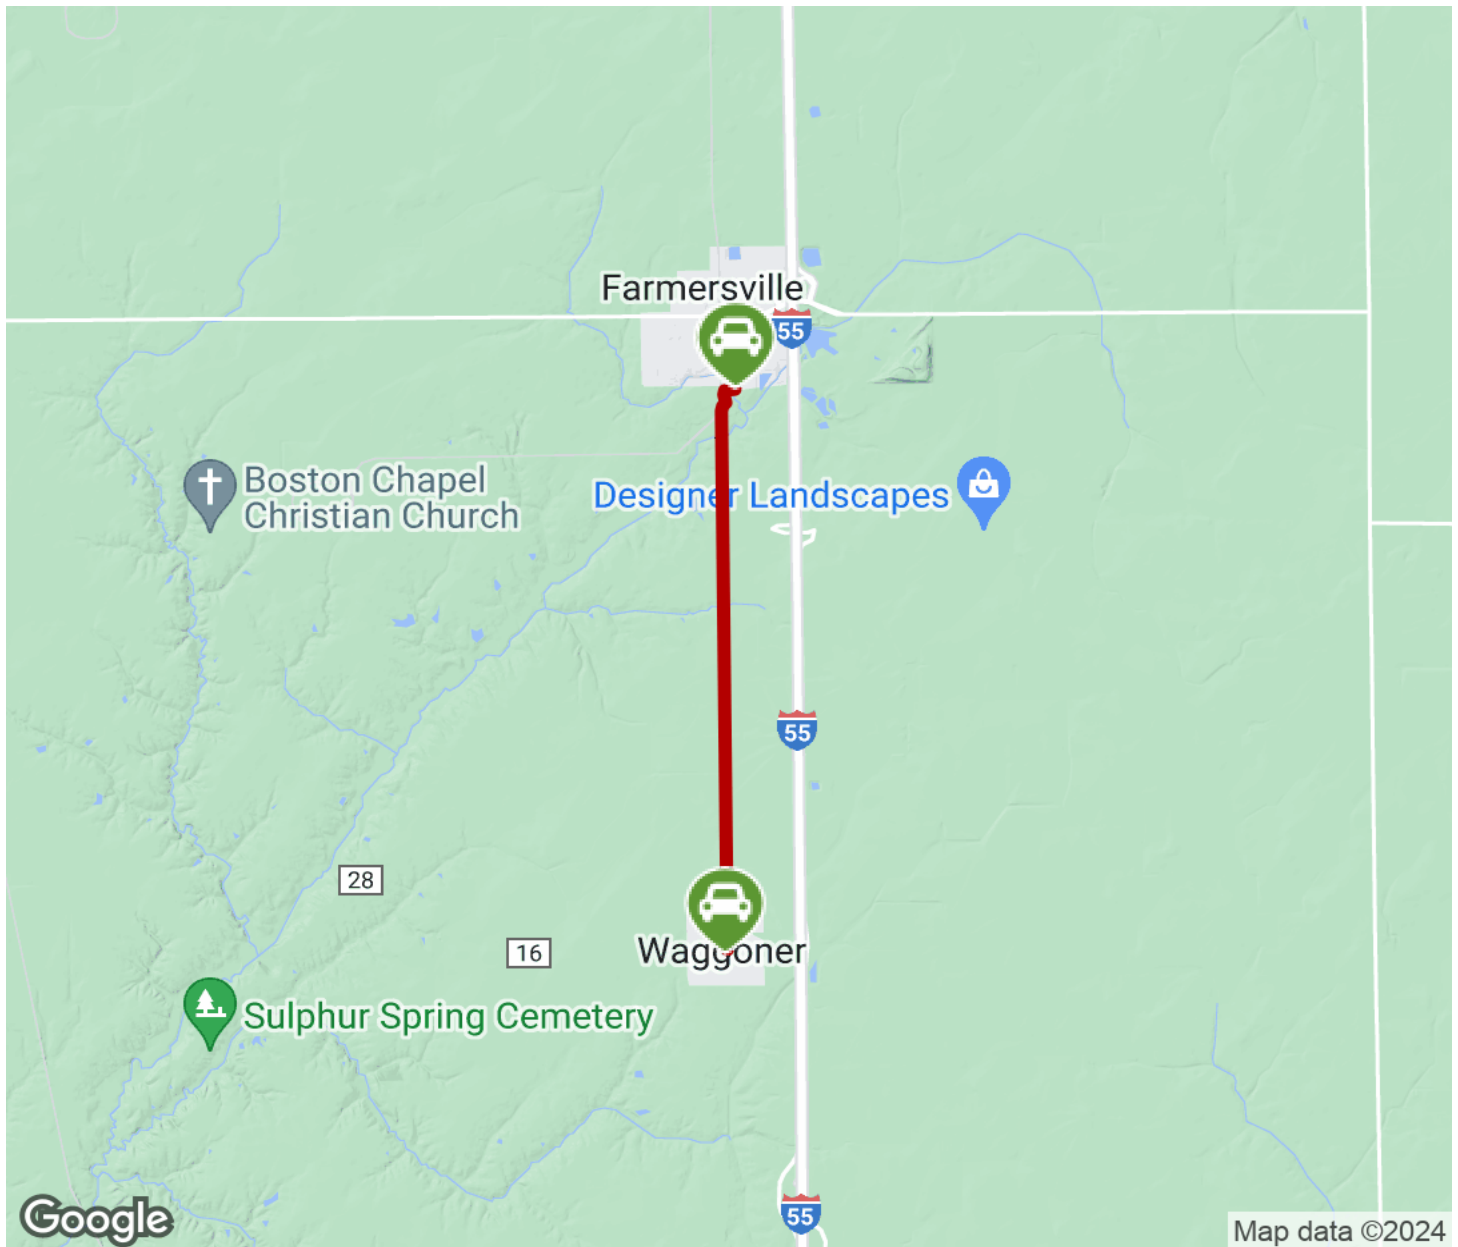 Farmersville
55
Boston Chapel
Christian Church
Designer Landscapes
55
28
16
Waggoner
Sulphur Spring Cemetery
55
Google
Map data ©2024